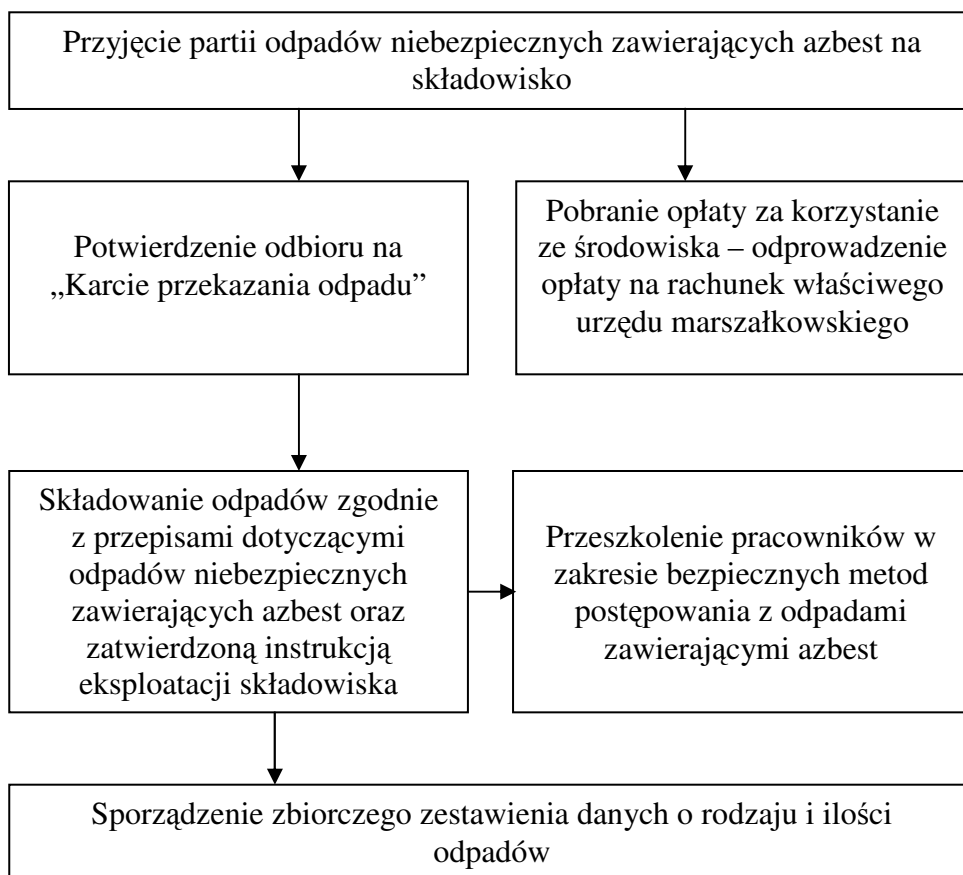 Przyjęcie partii odpadów niebezpiecznych zawierających azbest na
składowisko
Potwierdzenie odbioru na
„Karcie przekazania odpadu”
Pobranie opłaty za korzystanie
ze środowiska – odprowadzenie
opłaty na rachunek właściwego
urzędu marszałkowskiego
Składowanie odpadów zgodnie
z przepisami dotyczącymi
odpadów niebezpiecznych
zawierających azbest oraz
zatwierdzoną instrukcją
eksploatacji składowiska
Przeszkolenie pracowników w
zakresie bezpiecznych metod
postępowania z odpadami
zawierającymi azbest
Sporządzenie zbiorczego zestawienia danych o rodzaju i ilości
odpadów